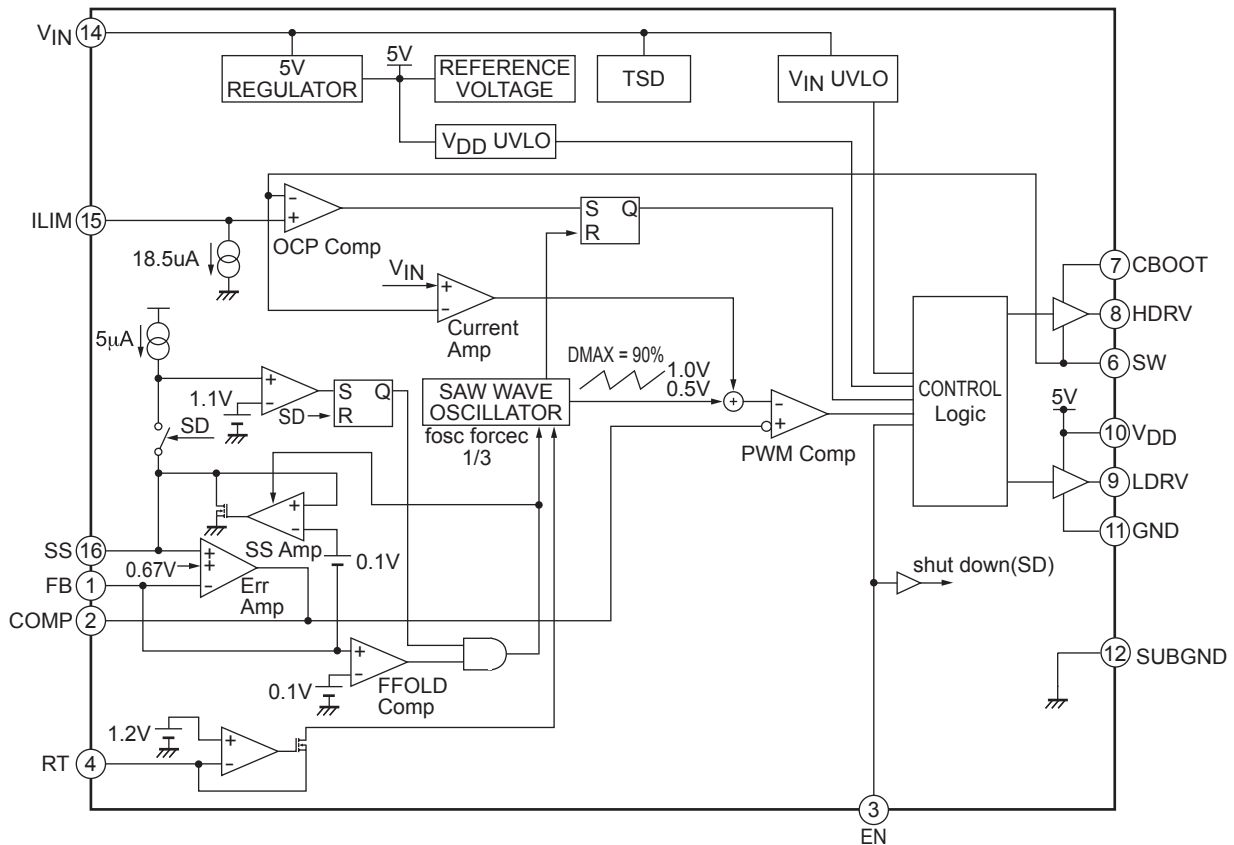 VIN 14
5V
REGULATOR
5V
REFERENCE
VOLTAGE
TSD
VIN UVLO
VDD UVLO
ILIM 15
18.5uA
-
+
OCP Comp
S Q
R
VIN
+
-
Current
Amp
5μA
1.1V
+
-
S Q
SD R
SD
DMAX = 90%
1.0V
0.5V
SAW WAVE
OSCILLATOR
fosc forcec
1/3
+
-
+
PWM Comp
CONTROL
Logic
7 CBOOT
8 HDRV
6 SW
5V
10 VDD
9 LDRV
11 GND
+
-
SS Amp
0.1V
SS 16
0.67V
FB 1
+
+
-
Err
Amp
COMP 2
shut down(SD)
12 SUBGND
0.1V
+
-
FFOLD
Comp
1.2V
+
-
RT 4
3
EN